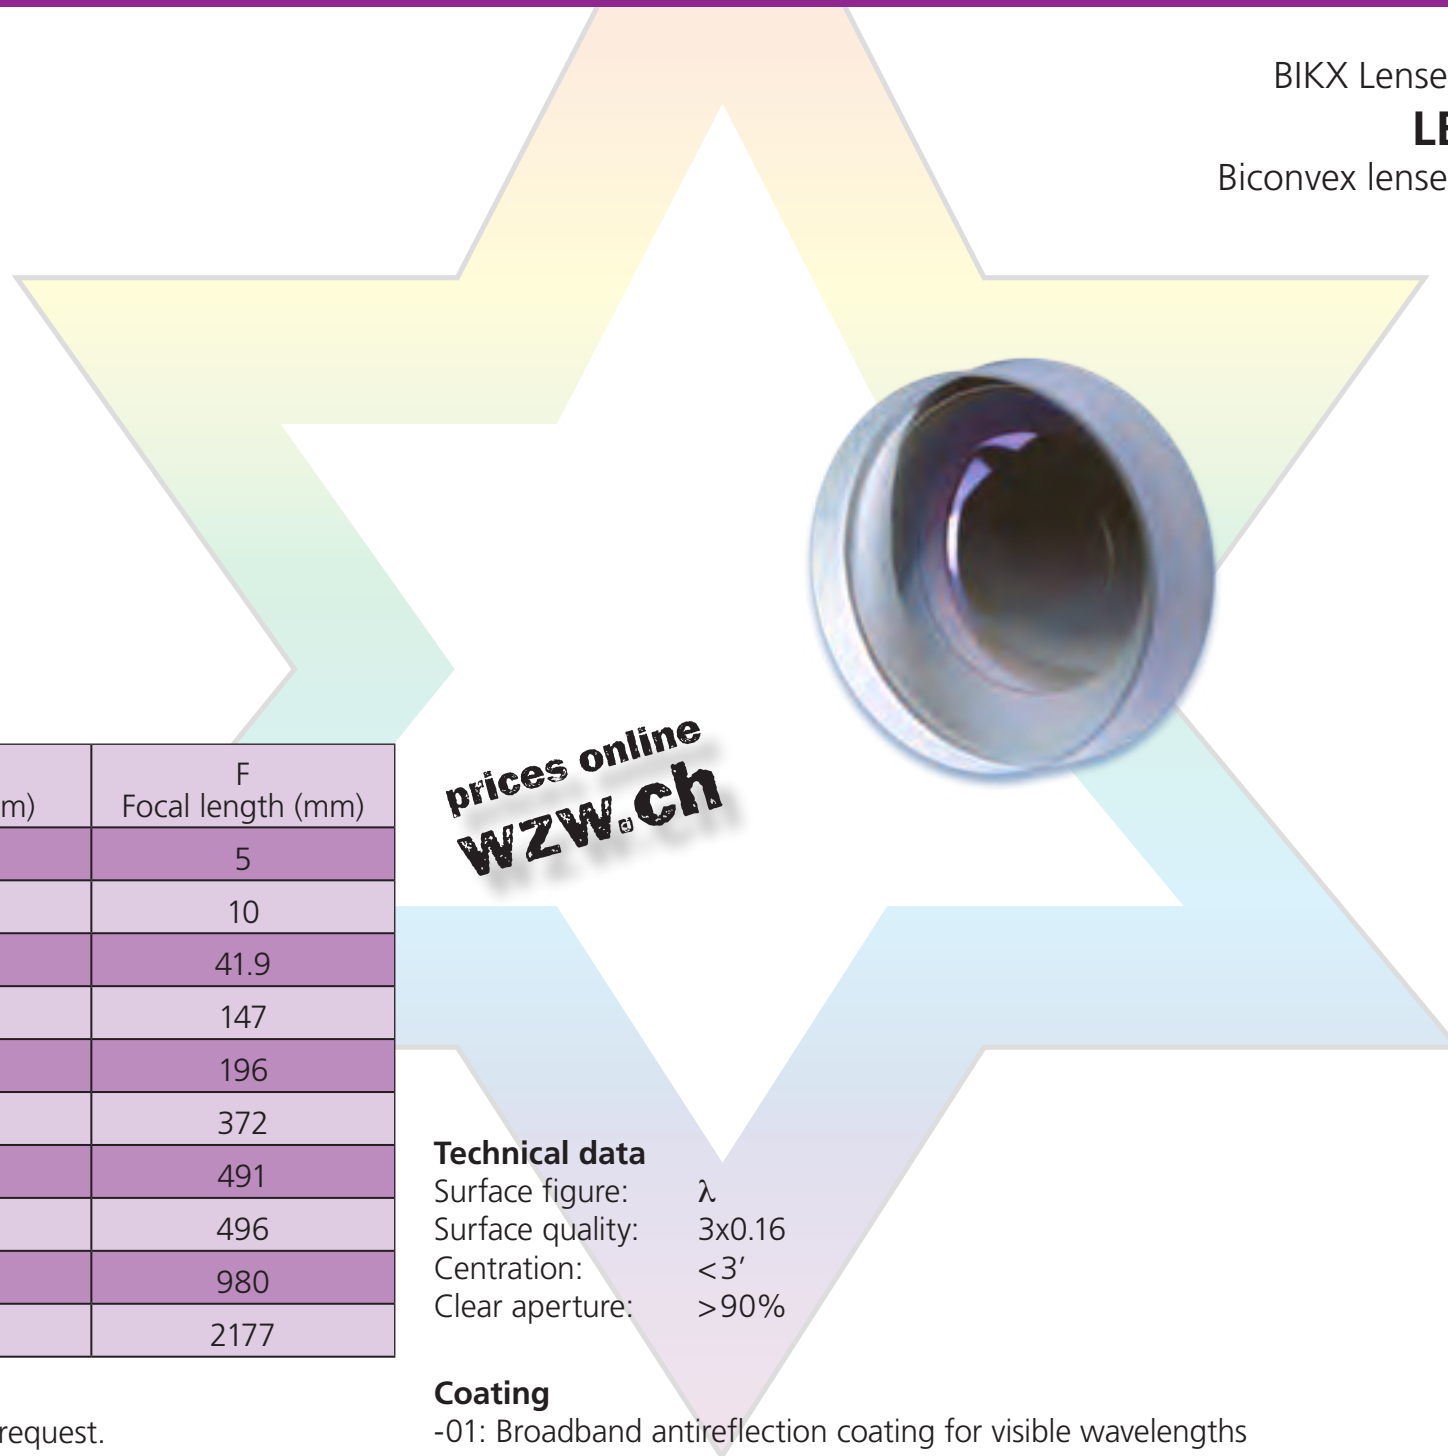 BIKX Lense
LE
Biconvex lense
prices online
wzw.ch
m)
F
Focal length (mm)
5
10
41.9
147
196
372
491
496
980
2177
request.
Technical data
Surface figure: λ
Surface quality: 3x0.16
Centration: <3′
Clear aperture: >90%
Coating
-01: Broadband antireflection coating for visible wavelengths